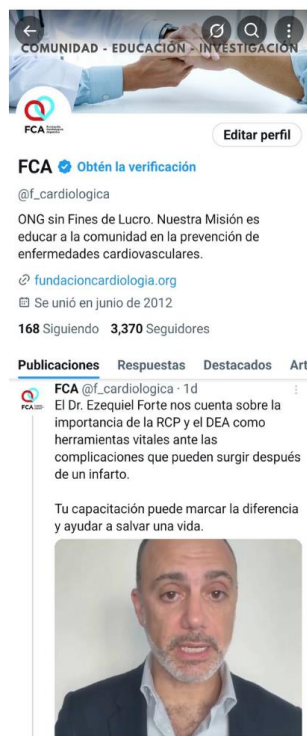 COMUNIDAD - EDUCACIÓN - INVESTIGACIÓN
FCA
Editar perfil
FCA Obtén la verificación
@f_cardiologica
ONG sin Fines de Lucro. Nuestra Misión es
educar a la comunidad en la prevención de
enfermedades cardiovasculares.
fundacioncardiologia.org
Se unió en junio de 2012
168 Siguiendo 3,370 Seguidores
Publicaciones Respuestas Destacados Art
FCA @f_cardiologica · 1d
FCA
El Dr. Ezequiel Forte nos cuenta sobre la
importancia de la RCP y el DEA como
herramientas vitales ante las
complicaciones que pueden surgir después
de un infarto.
Tu capacitación puede marcar la diferencia
y ayudar a salvar una vida.